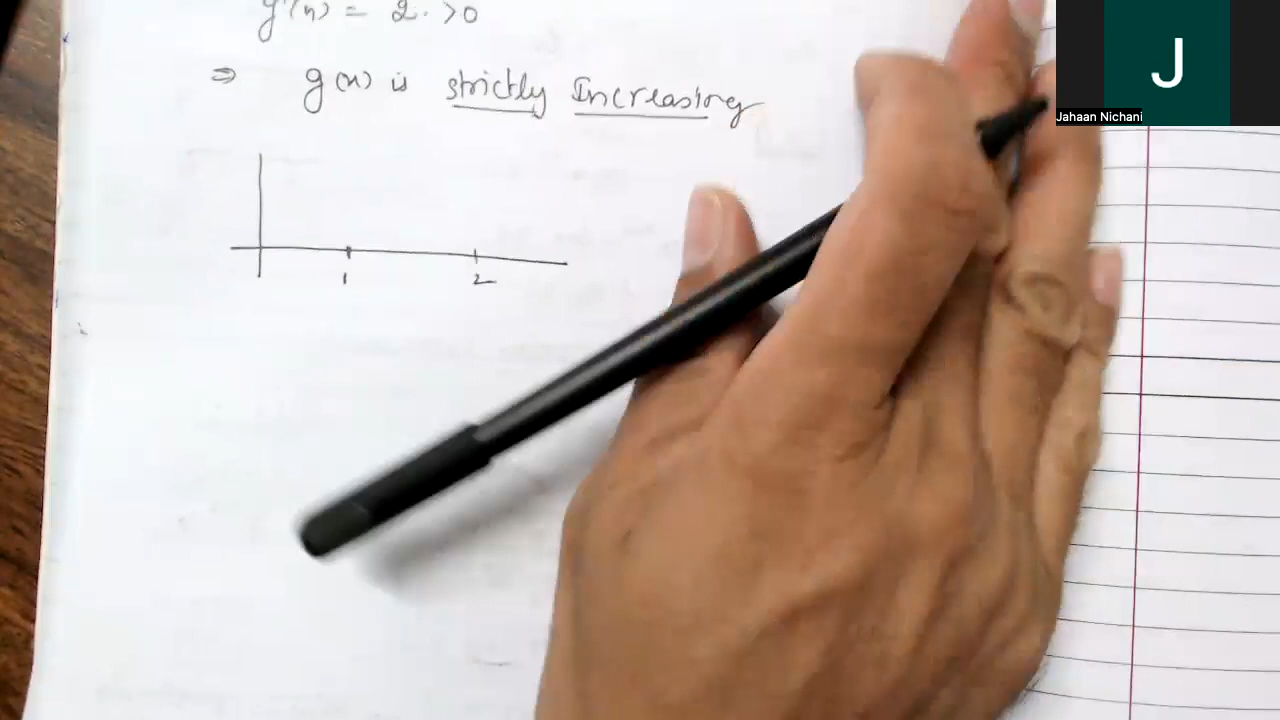 g'(x) = 2. >0
⇒ g(x) is strictly Increasing
1 2
J
Jahaan Nichani